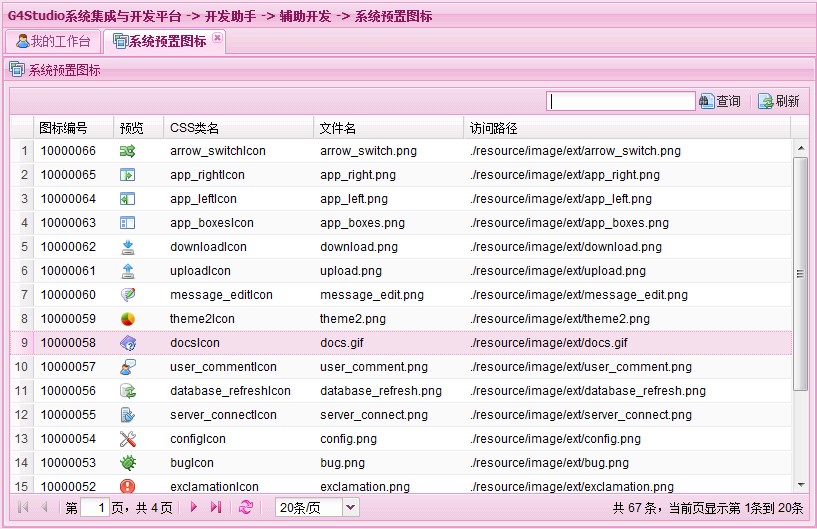 G4Studio系统集成与开发平台 -> 开发助手 -> 辅助开发 -> 系统预置图标
我的工作台 系统预置图标
系统预置图标
查询 刷新
图标编号 预览 CSS类名 文件名 访问路径
1 10000066 arrow_switchIcon arrow_switch.png ./resource/image/ext/arrow_switch.png
2 10000065 app_rightIcon app_right.png ./resource/image/ext/app_right.png
3 10000064 app_leftIcon app_left.png ./resource/image/ext/app_left.png
4 10000063 app_boxesIcon app_boxes.png ./resource/image/ext/app_boxes.png
5 10000062 downloadIcon download.png ./resource/image/ext/download.png
6 10000061 uploadIcon upload.png ./resource/image/ext/upload.png
7 10000060 message_editIcon message_edit.png ./resource/image/ext/message_edit.png
8 10000059 theme2Icon theme2.png ./resource/image/ext/theme2.png
9 10000058 docsIcon docs.gif ./resource/image/ext/docs.gif
10 10000057 user_commentIcon user_comment.png ./resource/image/ext/user_comment.png
11 10000056 database_refreshIcon database_refresh.png ./resource/image/ext/database_refresh.png
12 10000055 server_connectIcon server_connect.png ./resource/image/ext/server_connect.png
13 10000054 configIcon config.png ./resource/image/ext/config.png
14 10000053 bugIcon bug.png ./resource/image/ext/bug.png
15 10000052 exclamationIcon exclamation.png ./resource/image/ext/exclamation.png
第 1 页，共 4 页 20条/页 共 67 条，当前页显示第 1条到 20条